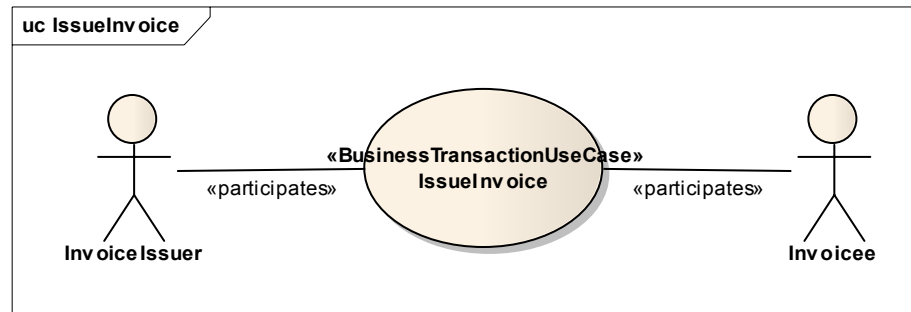 uc IssueInvoice
«BusinessTransactionUseCase»
IssueInvoice
«participates»
«participates»
InvoiceIssuer
Invoicee